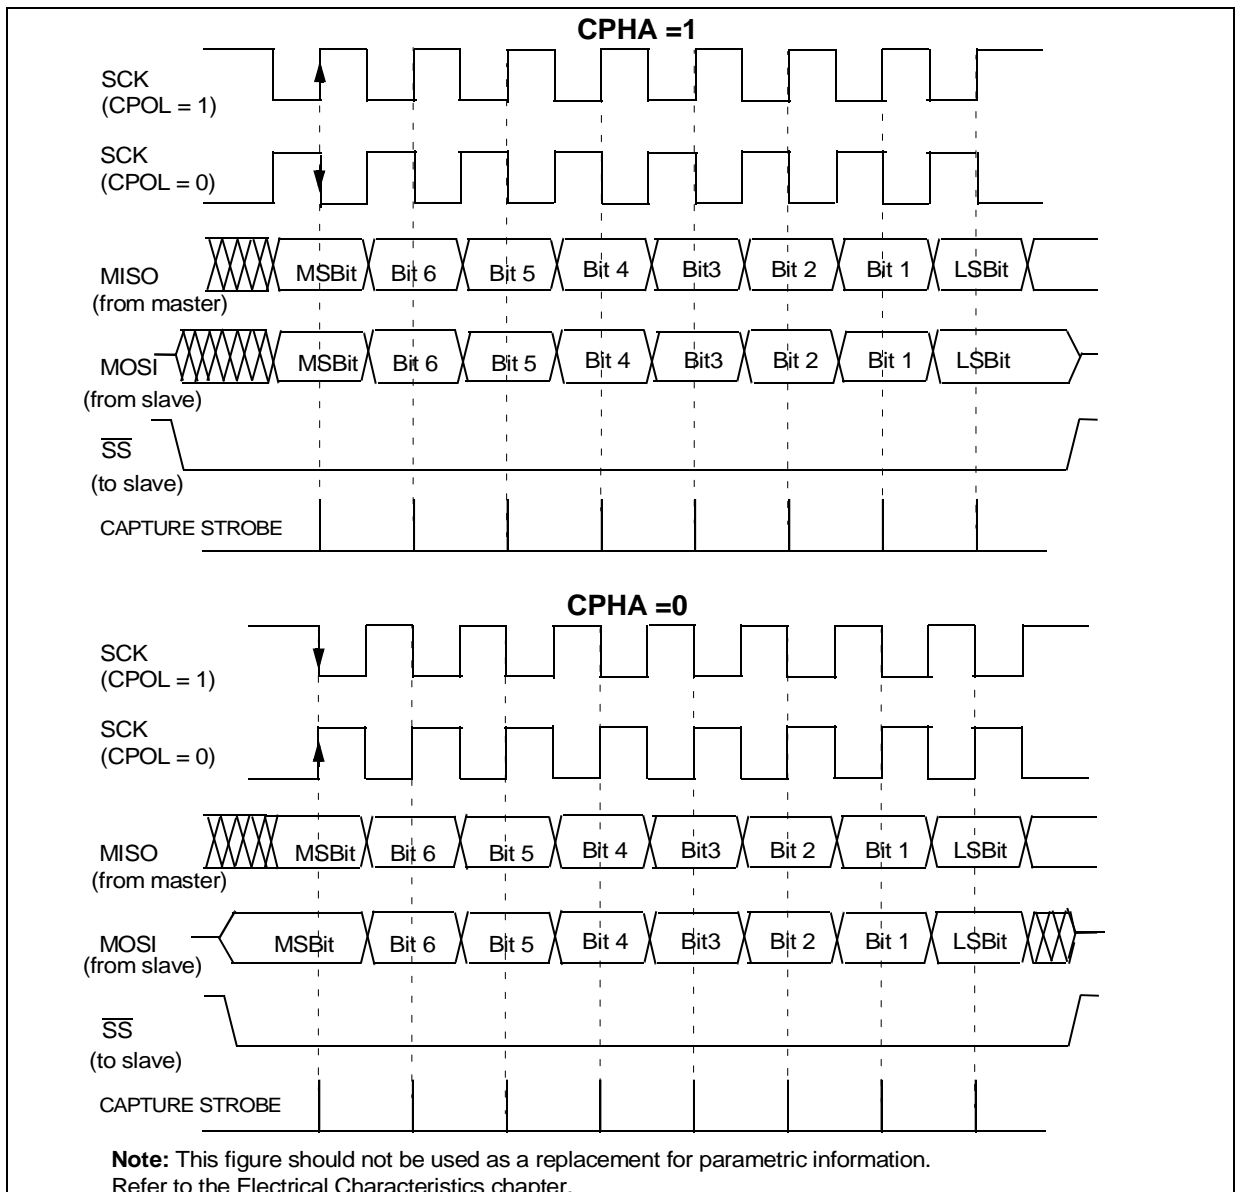 CPHA =1
SCK
(CPOL = 1)
SCK
(CPOL = 0)
MISO
(from master)
MSBit Bit 6 Bit 5 Bit 4 Bit3 Bit 2 Bit 1 LSBit
MOSI
(from slave)
MSBit Bit 6 Bit 5 Bit 4 Bit3 Bit 2 Bit 1 LSBit
SS
(to slave)
CAPTURE STROBE
CPHA =0
SCK
(CPOL = 1)
SCK
(CPOL = 0)
MISO
(from master)
MSBit Bit 6 Bit 5 Bit 4 Bit3 Bit 2 Bit 1 LSBit
MOSI
(from slave)
MSBit Bit 6 Bit 5 Bit 4 Bit3 Bit 2 Bit 1 LSBit
SS
(to slave)
CAPTURE STROBE
Note: This figure should not be used as a replacement for parametric information.
Refer to the Electrical Characteristics chapter.